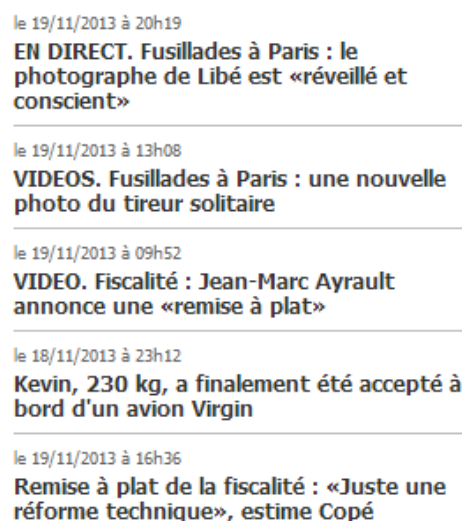 le 19/11/2013 à 20h19
EN DIRECT. Fusillades à Paris : le
photographe de Libé est «réveillé et
conscient»
le 19/11/2013 à 13h08
VIDEOS. Fusillades à Paris : une nouvelle
photo du tireur solitaire
le 19/11/2013 à 09h52
VIDEO. Fiscalité : Jean-Marc Ayrault
annonce une «remise à plat»
le 18/11/2013 à 23h12
Kevin, 230 kg, a finalement été accepté à
bord d'un avion Virgin
le 19/11/2013 à 16h36
Remise à plat de la fiscalité : «Juste une
réforme technique», estime Copé